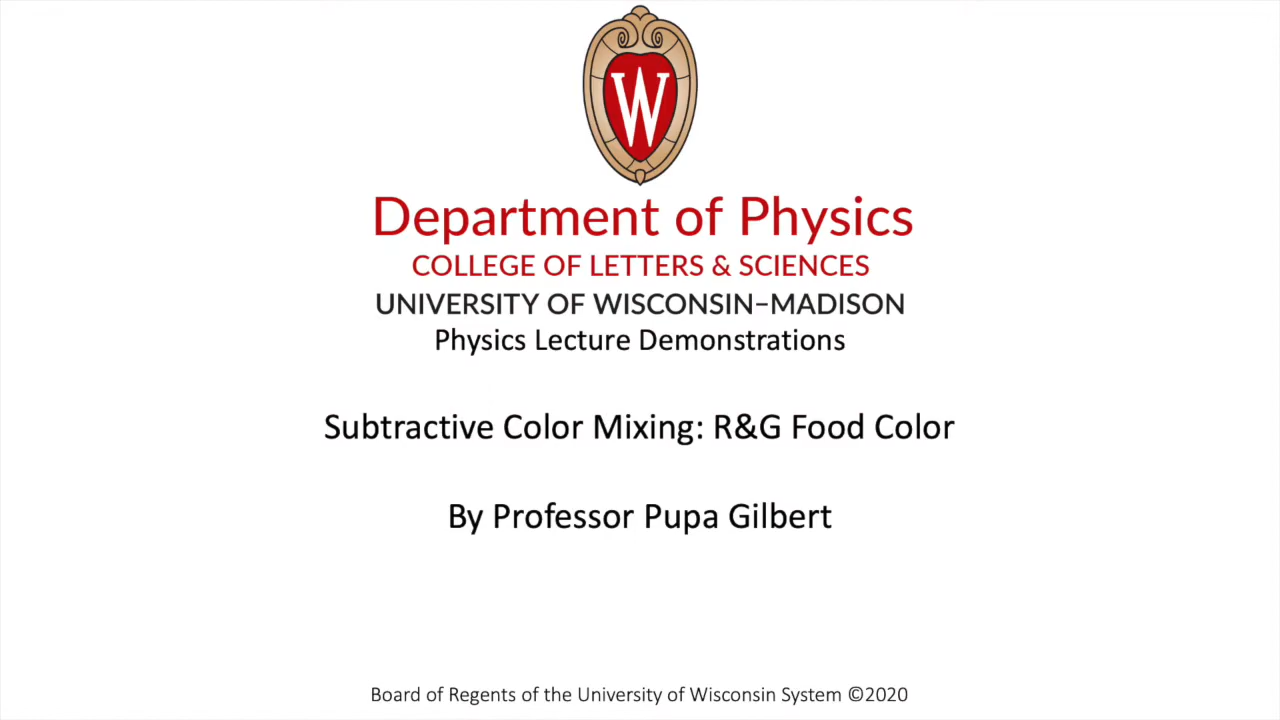 W
Department of Physics
COLLEGE OF LETTERS & SCIENCES
UNIVERSITY OF WISCONSIN–MADISON
Physics Lecture Demonstrations
Subtractive Color Mixing: R&G Food Color
By Professor Pupa Gilbert
Board of Regents of the University of Wisconsin System ©2020